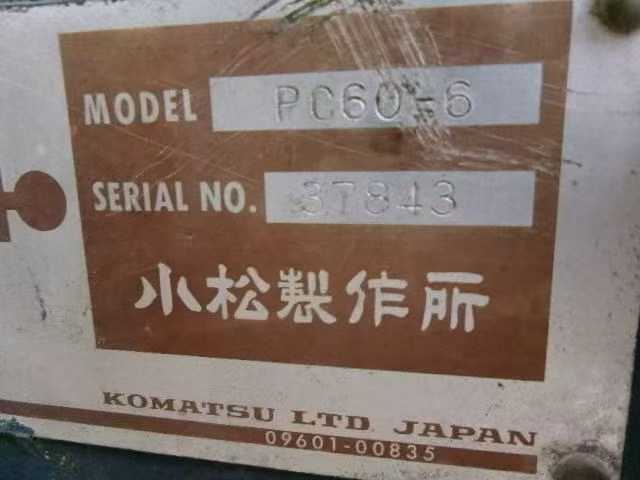 MODEL PC60-6
SERIAL NO. 37843
小松製作所
KOMATSU LTD JAPAN
09601-00835